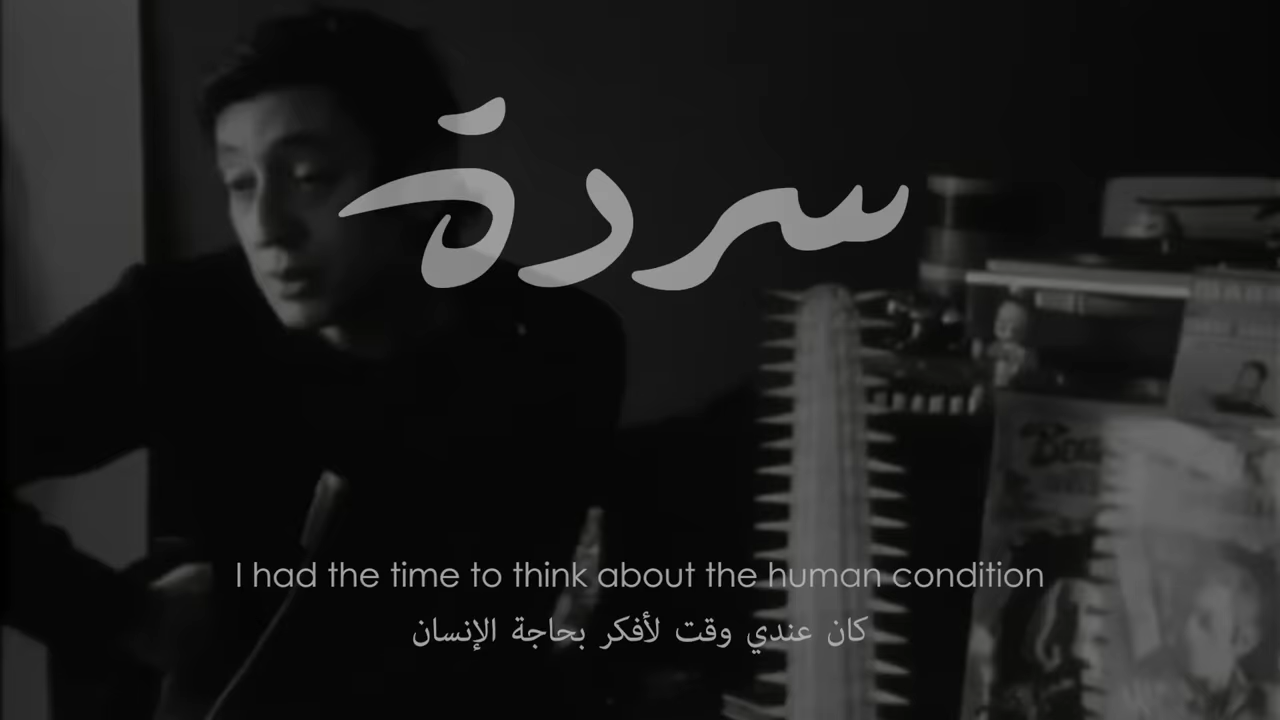 سردة
I had the time to think about the human condition
كان عندي وقت لأفكر بحاجة الإنسان